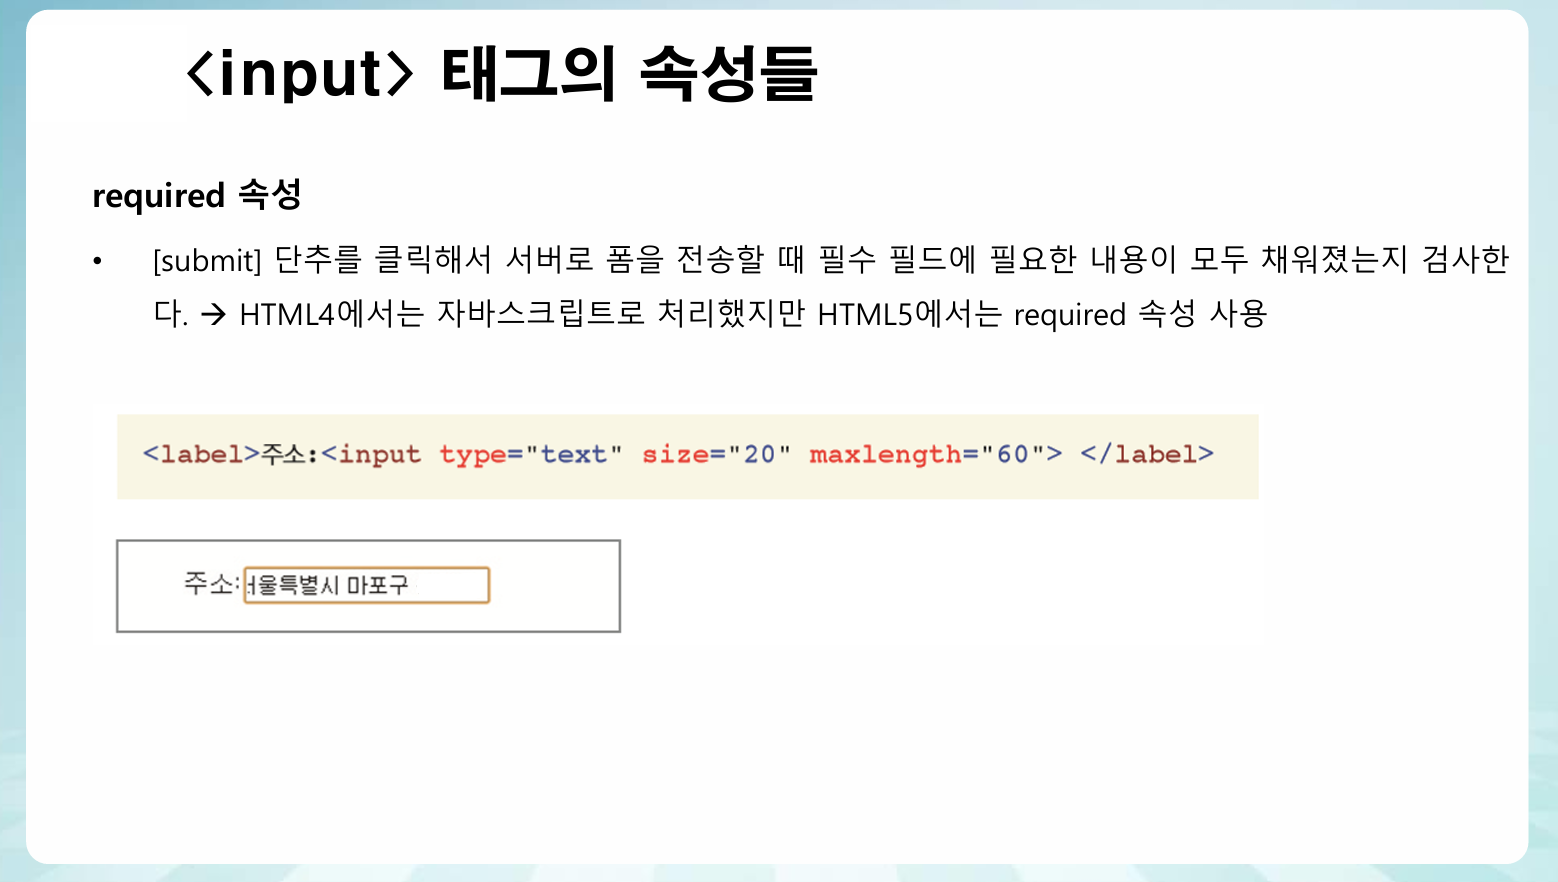 <input> 태그의 속성들
required 속성
• [submit] 단추를 클릭해서 서버로 폼을 전송할 때 필수 필드에 필요한 내용이 모두 채워졌는지 검사한
다. → HTML4에서는 자바스크립트로 처리했지만 HTML5에서는 required 속성 사용
<label>주소:<input type="text" size="20" maxlength="60"> </label>
주소: 울특별시 마포구